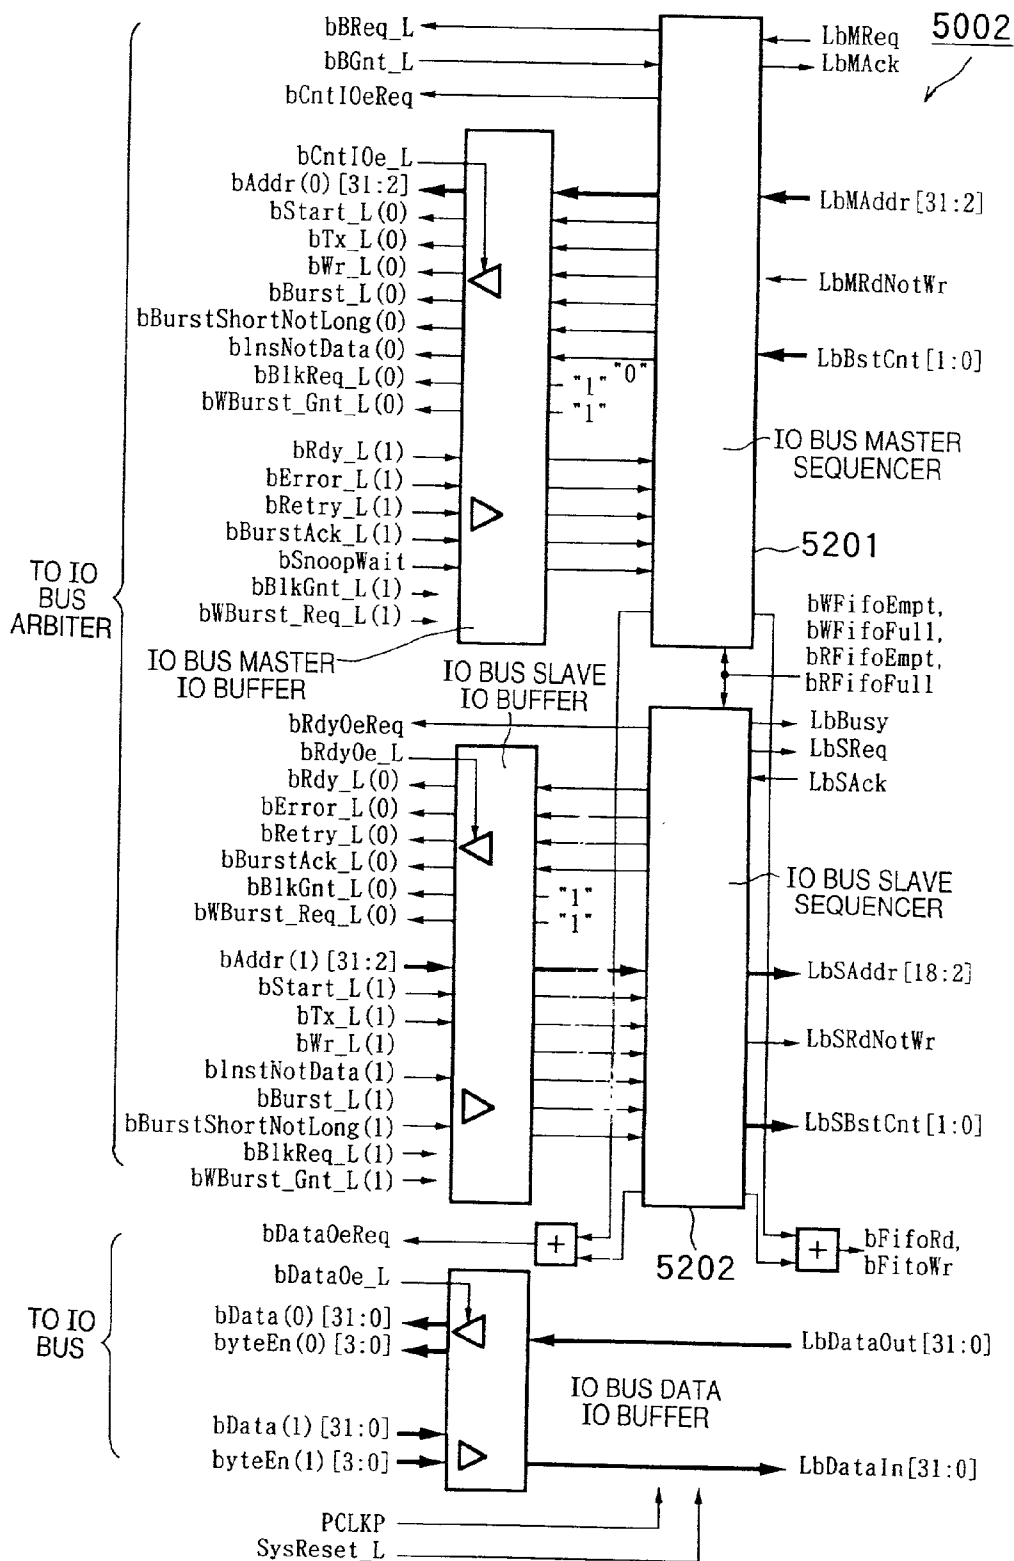 5002
bBReq_L
LbMReq
bBGnt_L
LbMAck
bCntIOeReq
bCntIOe_L
bAddr(0)[31:2]
LbMAddr[31:2]
bStart_L(0)
bTx_L(0)
bWr_L(0)
LbMRdNotWr
bBurst_L(0)
bBurstShortNotLong(0)
bInsNotData(0)
LbBstCnt[1:0]
"0"
bBlkReq_L(0)
"1"
bWBurst_Gnt_L(0)
"1"
IO BUS MASTER
SEQUENCER
bRdy_L(1)
bError_L(1)
bRetry_L(1)
bBurstAck_L(1)
5201
bSnoopWait
bBlkGnt_L(1)
bWBurst_Req_L(1)
TO IO
BUS
ARBITER
bWFifoEmpt,
bWFifoFull,
bRFifoEmpt,
bRFifoFull
IO BUS MASTER
IO BUFFER
IO BUS SLAVE
IO BUFFER
bRdyOeReq
LbBusy
bRdyOe_L
LbSReq
bRdy_L(0)
LbSAck
bError_L(0)
bRetry_L(0)
bBurstAck_L(0)
bBlkGnt_L(0)
"1"
bWBurst_Req_L(0)
"1"
IO BUS SLAVE
SEQUENCER
bAddr(1)[31:2]
LbSAddr[18:2]
bStart_L(1)
bTx_L(1)
bWr_L(1)
LbSRdNotWr
bInstNotData(1)
bBurst_L(1)
bBurstShortNotLong(1)
LbSBstCnt[1:0]
bBlkReq_L(1)
bWBurst_Gnt_L(1)
bDataOeReq
+
5202
+
bFifoRd,
bFitoWr
bDataOe_L
TO IO
BUS
bData(0)[31:0]
byteEn(0)[3:0]
LbDataOut[31:0]
IO BUS DATA
IO BUFFER
bData(1)[31:0]
byteEn(1)[3:0]
LbDataIn[31:0]
PCLKP
SysReset_L